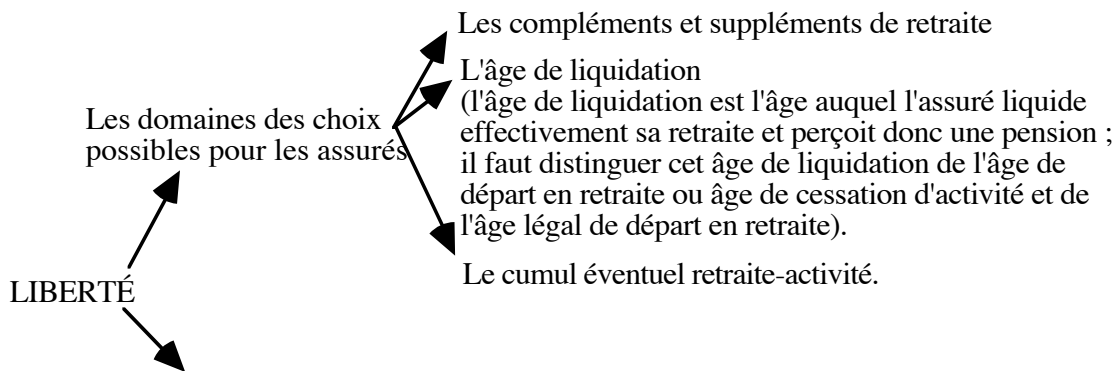 Les compléments et suppléments de retraite
L'âge de liquidation
(l'âge de liquidation est l'âge auquel l'assuré liquide
effectivement sa retraite et perçoit donc une pension ;
il faut distinguer cet âge de liquidation de l'âge de
départ en retraite ou âge de cessation d'activité et de
l'âge légal de départ en retraite).
Les domaines des choix
possibles pour les assurés
Le cumul éventuel retraite-activité.
LIBERTÉ